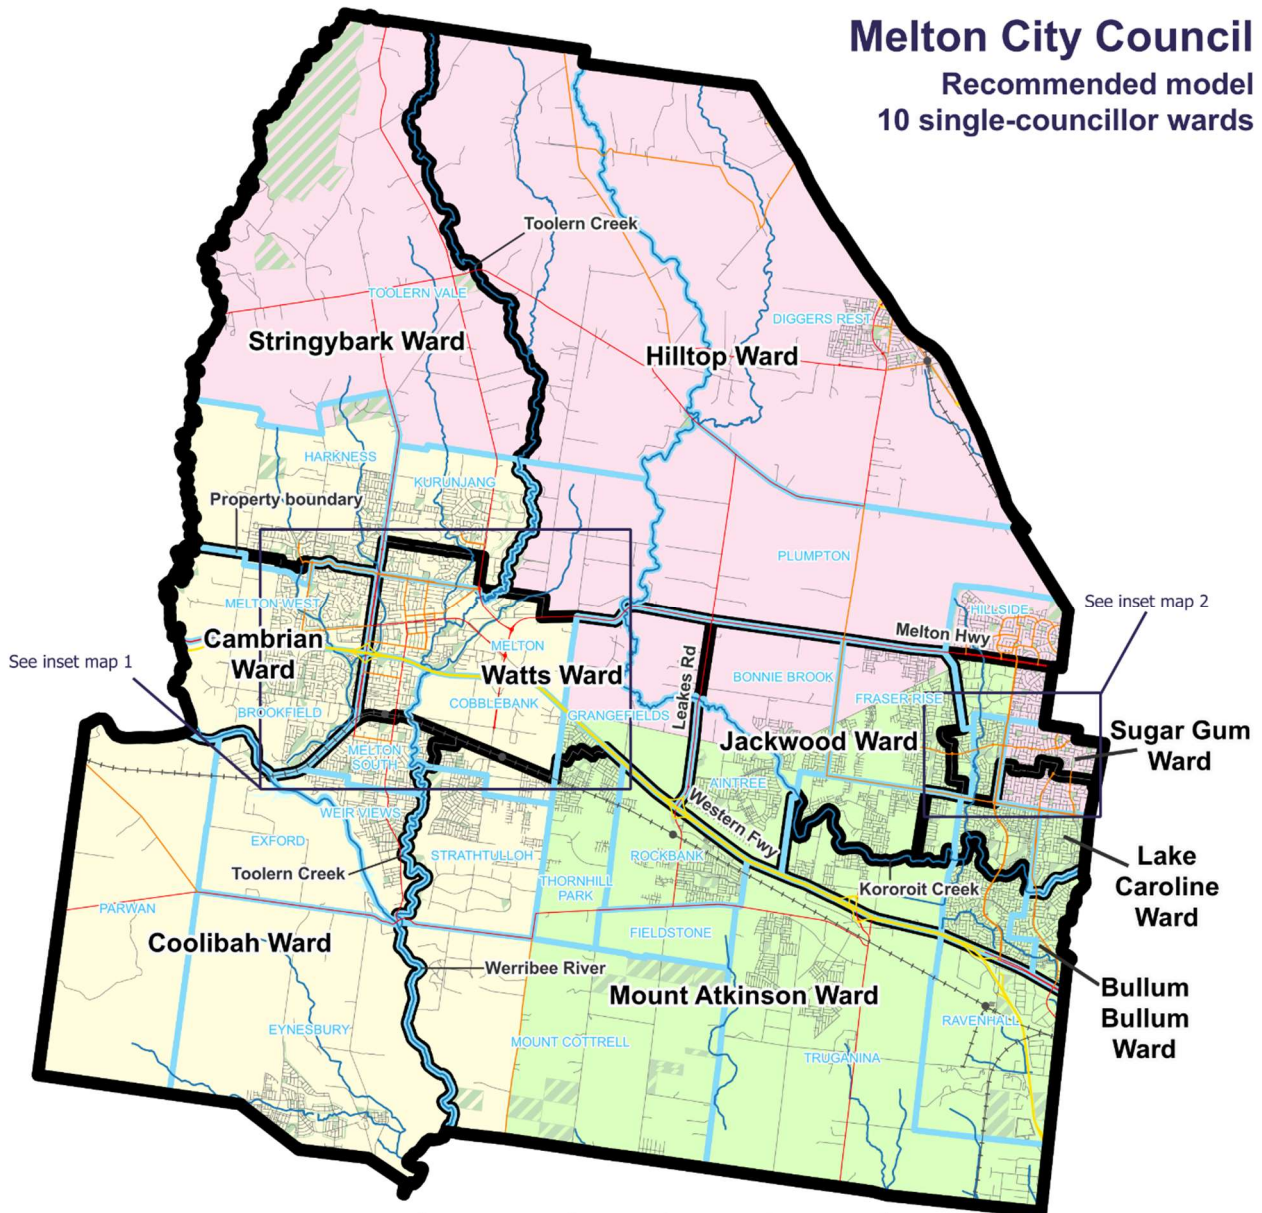 Melton City Council
Recommended model
10 single-councillor wards
Toolern Creek
TOOLERN VALE
DIGGERS REST
Stringybark Ward
Hilltop Ward
HARKNESS
KURUNJANG
Property boundary
PLUMPTON
MELTON WEST
HILLSIDE
See inset map 2
Melton Hwy
Cambrian
Ward
MELTON
See inset map 1
Watts Ward
Leakes Rd
BONNIE BROOK
FRASER RISE
COBBLEBANK
BROOKFIELD
GRANGEFIELDS
Jackwood Ward
Sugar Gum
Ward
MELTON
SOUTH
AINTREE
Western Fwy
WEIR VIEWS
EXFORD
STRATHTULLOH
ROCKBANK
Toolern Creek
Kororoit Creek
Lake
Caroline
Ward
THORNHILL
PARK
PARWAN
FIELDSTONE
Coolibah Ward
Werribee River
Mount Atkinson Ward
Bullum
Bullum
Ward
EYNESBURY
MOUNT COTTRELL
RAVENHALL
TRUGANINA